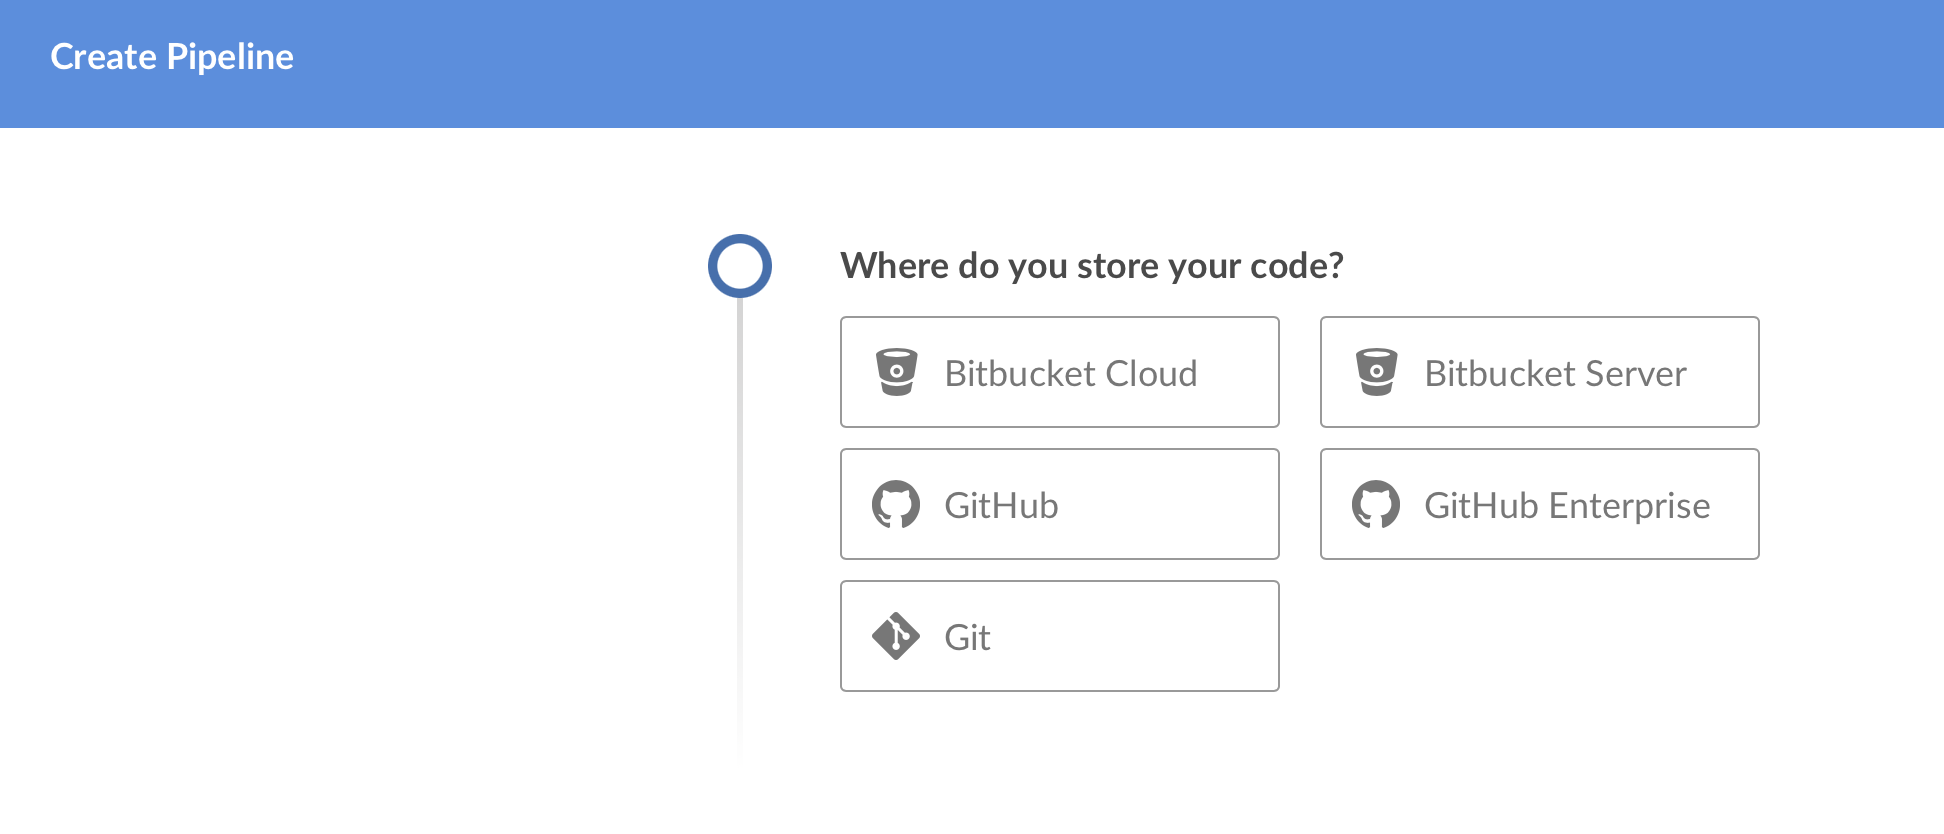 Create Pipeline
Where do you store your code?
Bitbucket Cloud
Bitbucket Server
GitHub
GitHub Enterprise
Git